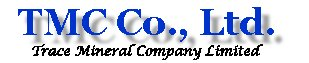 TMC Co., Ltd.
Trace Mineral Company Limited